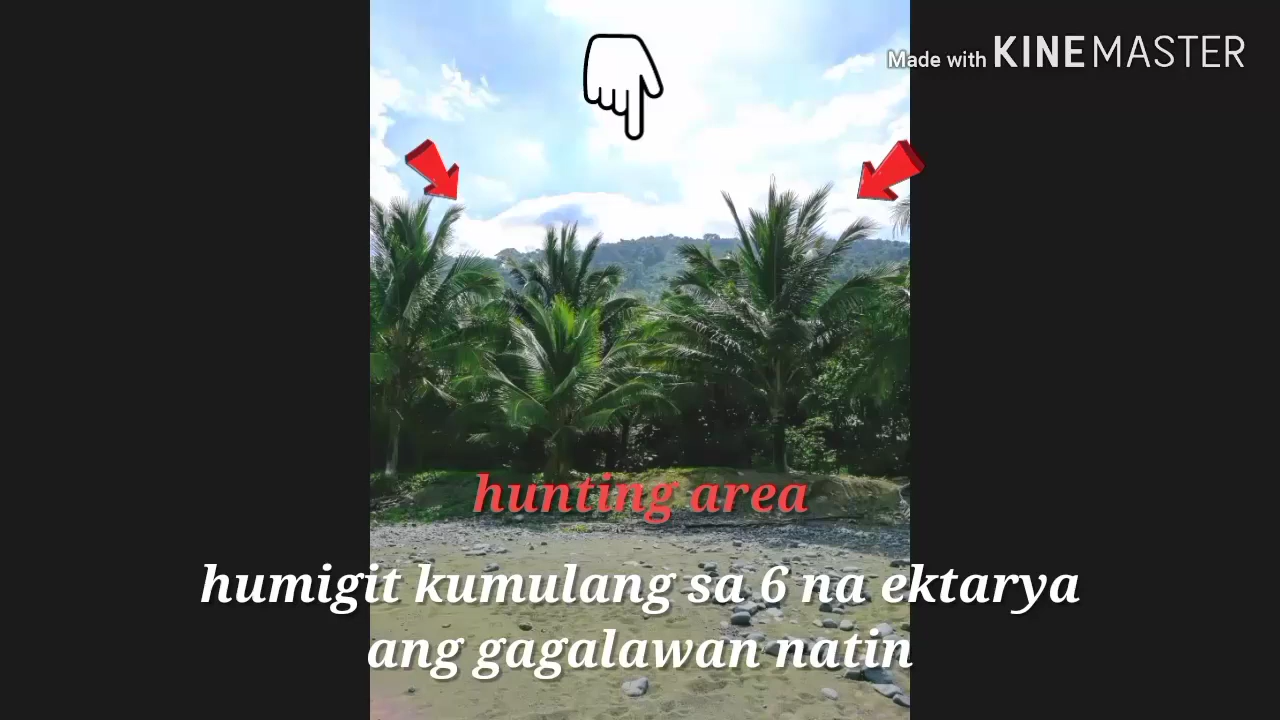 Made with KINEMASTER
hunting area
humigit kumulang sa 6 na ektarya
ang gagalawan natin